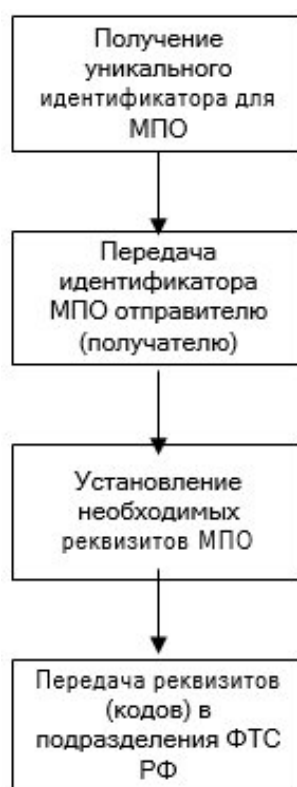 Получение
уникального
идентификатора для
МПО
Передача
идентификатора
МПО отправителю
(получателю)
Установление
необходимых
реквизитов МПО
Передача реквизитов
(кодов) в
подразделения ФТС
РФ